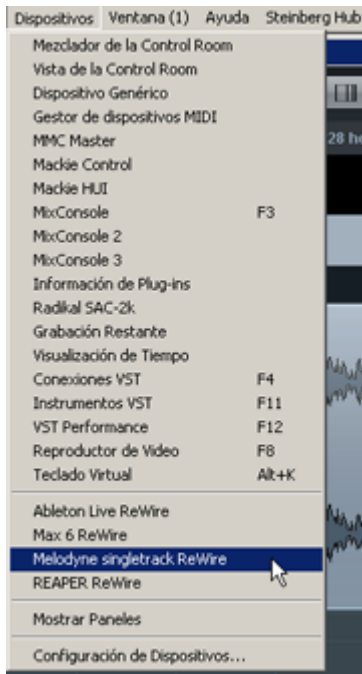 Dispositivos Ventana (1) Ayuda Steinberg Hub
Mezclador de la Control Room
Vista de la Control Room
Dispositivo Genérico
Gestor de dispositivos MIDI
28 h
MMC Master
Mackie Control
Mackie HUI
MixConsole F3
MixConsole 2
MixConsole 3
Información de Plug-ins
Radikal SAC-2k
Grabación Restante
Visualización de Tiempo
Conexiones VST F4
Instrumentos VST F11
VST Performance F12
Reproductor de Video F8
Teclado Virtual Alt+K
Ableton Live ReWire
Max 6 ReWire
Melodyne singletrack ReWire
REAPER ReWire
Mostrar Paneles
Configuración de Dispositivos...